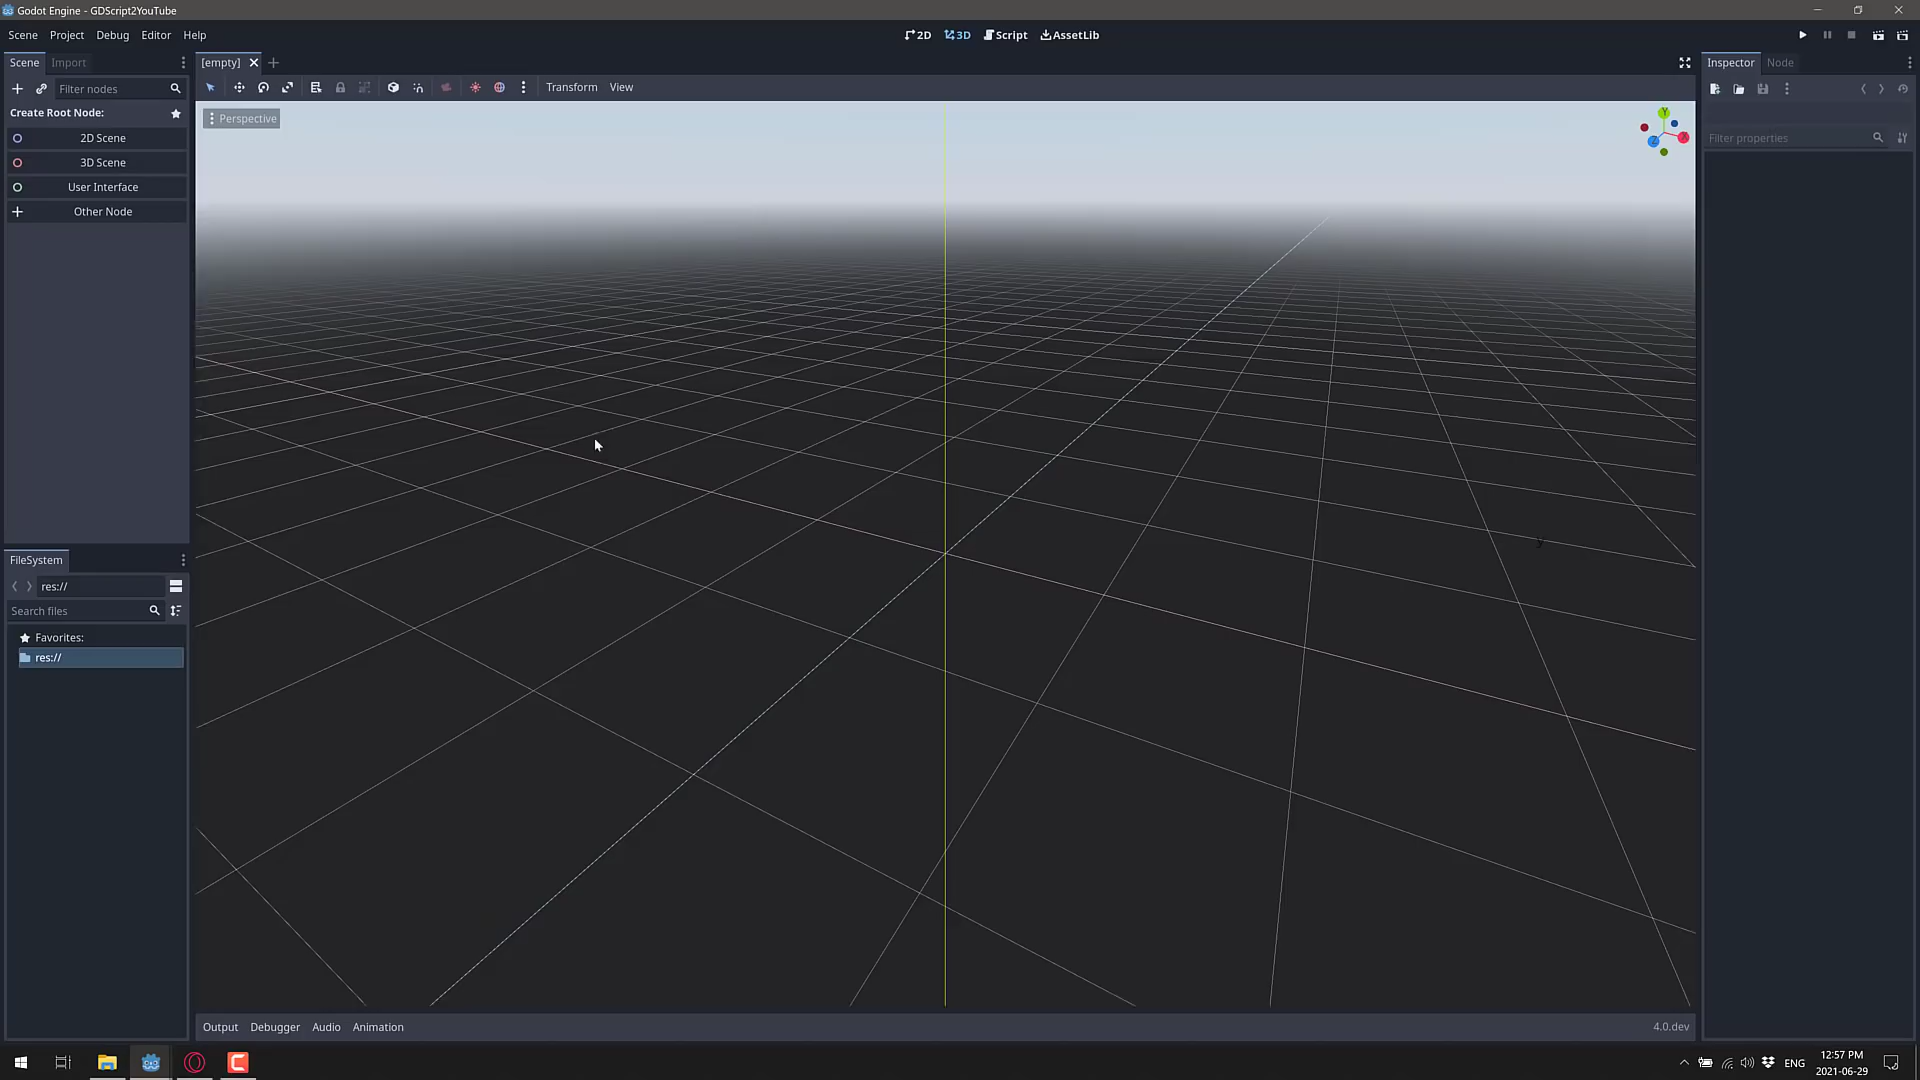 Godot Engine - GDScript2YouTube
Scene Project Debug Editor Help
2D 3D Script AssetLib
Scene Import
[empty]
Inspector Node
Filter nodes
Transform View
Create Root Node:
Perspective
2D Scene
3D Scene
User Interface
Other Node
Filter properties
Y
X
Z
FileSystem
res://
Search files
Favorites:
res://
Output Debugger Audio Animation
4.0.dev
ENG
12:57 PM
2021-06-29